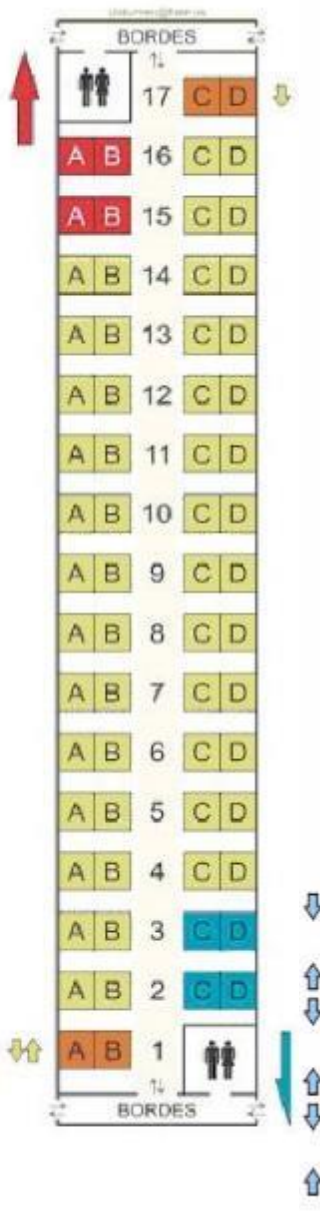 BORDES
17 C D
A B 16 C D
A B 15 C D
A B 14 C D
A B 13 C D
A B 12 C D
A B 11 C D
A B 10 C D
A B 9 C D
A B 8 C D
A B 7 C D
A B 6 C D
A B 5 C D
A B 4 C D
A B 3 C D
A B 2 C D
A B 1
BORDES